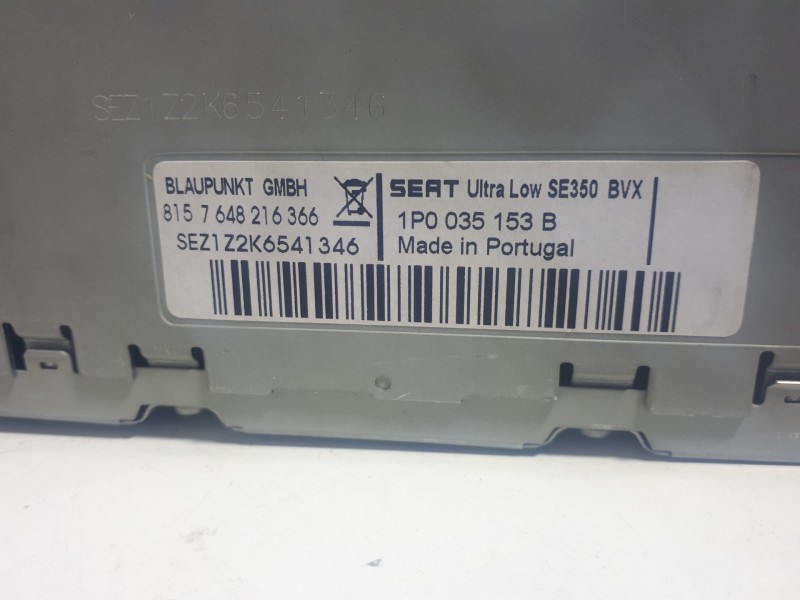 SEZ1Z2K6541346
BLAUPUNKT GMBH
815 7 648 216 366
SEZ1Z2K6541346
SEAT Ultra Low SE350 BVX
1P0 035 153 B
Made in Portugal